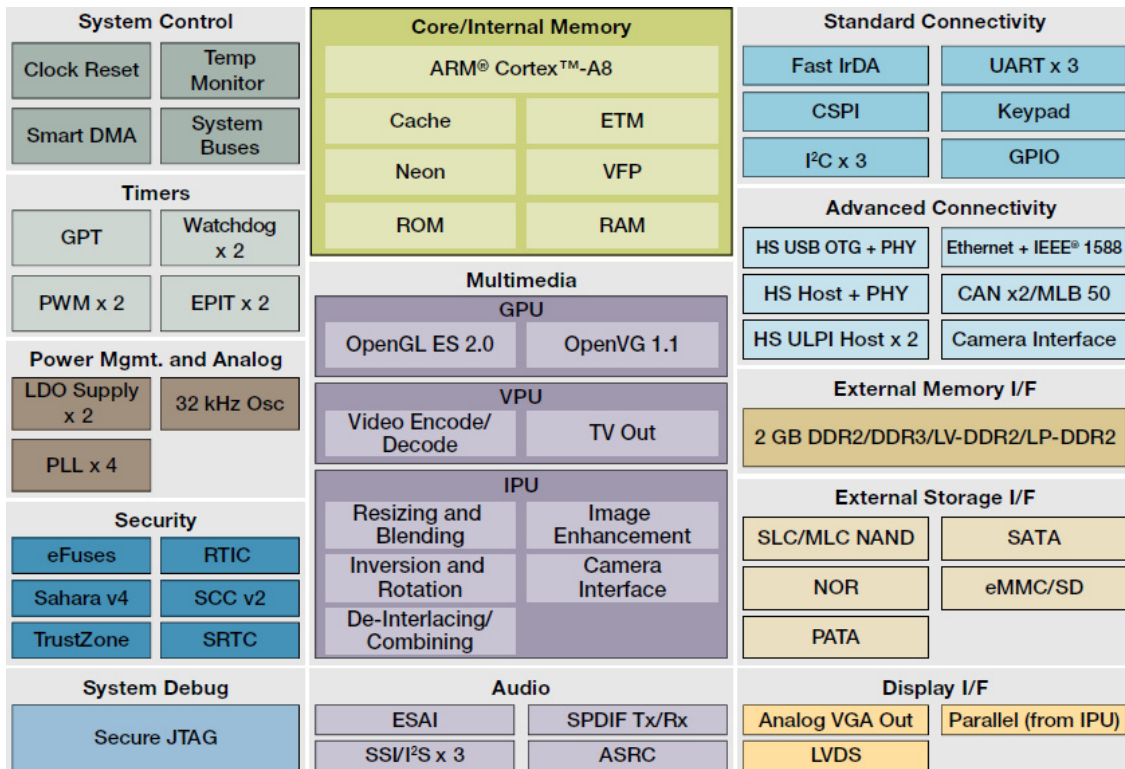 System Control
Clock Reset
Temp
Monitor
Smart DMA
System
Buses
Timers
GPT
Watchdog
x 2
PWM x 2
EPIT x 2
Power Mgmt. and Analog
LDO Supply
x 2
32 kHz Osc
PLL x 4
Security
eFuses
RTIC
Sahara v4
SCC v2
TrustZone
SRTC
System Debug
Secure JTAG
Core/Internal Memory
ARM® Cortex™-A8
Cache
ETM
Neon
VFP
ROM
RAM
Multimedia
GPU
OpenGL ES 2.0
OpenVG 1.1
VPU
Video Encode/
Decode
TV Out
IPU
Resizing and
Blending
Image
Enhancement
Inversion and
Rotation
Camera
Interface
De-Interlacing/
Combining
Audio
ESAI
SPDIF Tx/Rx
SSI/I²S x 3
ASRC
Standard Connectivity
Fast IrDA
UART x 3
CSPI
Keypad
I²C x 3
GPIO
Advanced Connectivity
HS USB OTG + PHY
Ethernet + IEEE® 1588
HS Host + PHY
CAN x2/MLB 50
HS ULPI Host x 2
Camera Interface
External Memory I/F
2 GB DDR2/DDR3/LV-DDR2/LP-DDR2
External Storage I/F
SLC/MLC NAND
SATA
NOR
eMMC/SD
PATA
Display I/F
Analog VGA Out
Parallel (from IPU)
LVDS